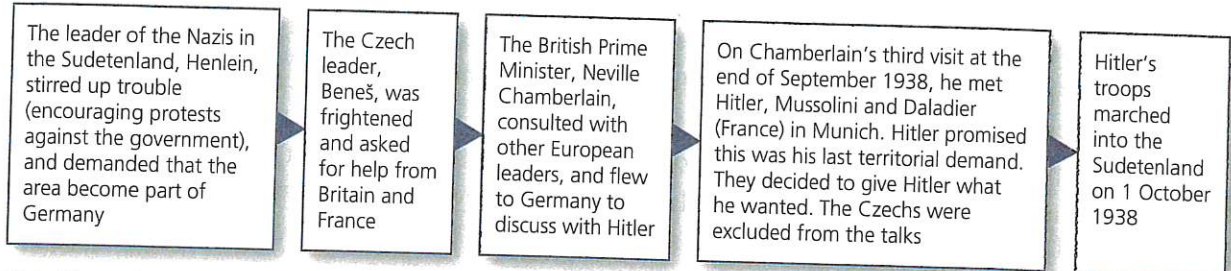 The leader of the Nazis in
the Sudetenland, Henlein,
stirred up trouble
(encouraging protests
against the government),
and demanded that the
area become part of
Germany
The Czech
leader,
Beneš, was
frightened
and asked
for help from
Britain and
France
The British Prime
Minister, Neville
Chamberlain,
consulted with
other European
leaders, and flew
to Germany to
discuss with Hitler
On Chamberlain's third visit at the
end of September 1938, he met
Hitler, Mussolini and Daladier
(France) in Munich. Hitler promised
this was his last territorial demand.
They decided to give Hitler what
he wanted. The Czechs were
excluded from the talks
Hitler's
troops
marched
into the
Sudetenland
on 1 October
1938